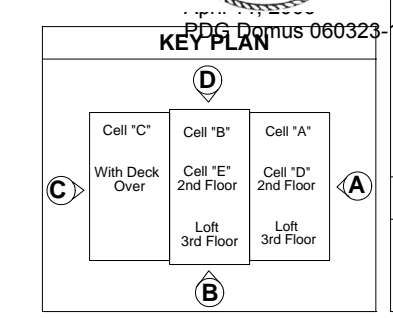 PDG Domus 060323-
KEY PLAN
D
Cell "C"
With Deck
Over
Cell "B"
Cell "E"
2nd Floor
Loft
3rd Floor
Cell "A"
Cell "D"
2nd Floor
Loft
3rd Floor
C
A
B